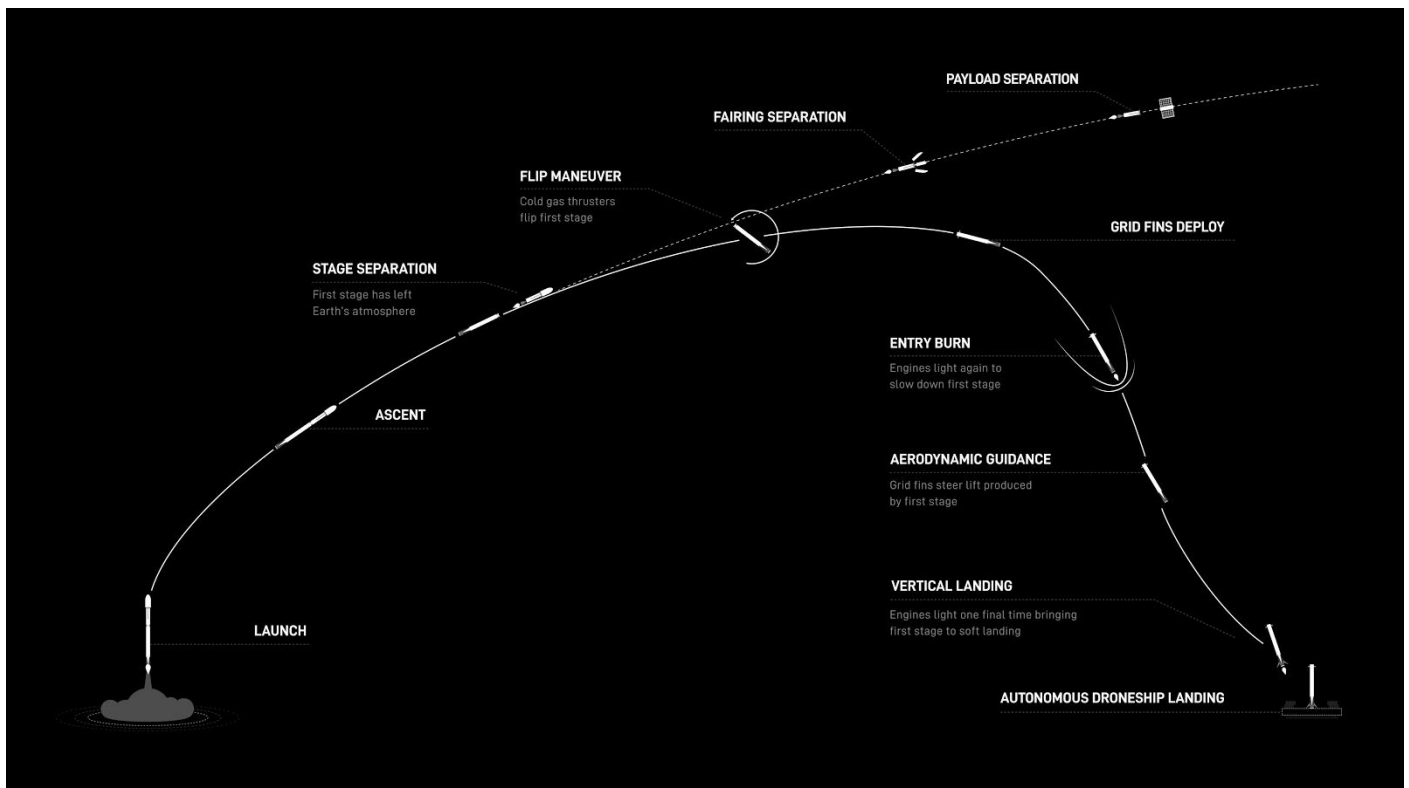 PAYLOAD SEPARATION
FAIRING SEPARATION
FLIP MANEUVER
Cold gas thrusters
flip first stage
GRID FINS DEPLOY
STAGE SEPARATION
First stage has left
Earth's atmosphere
ENTRY BURN
Engines light again to
slow down first stage
ASCENT
AERODYNAMIC GUIDANCE
Grid fins steer lift produced
by first stage
VERTICAL LANDING
Engines light one final time bringing
first stage to soft landing
LAUNCH
AUTONOMOUS DRONESHIP LANDING